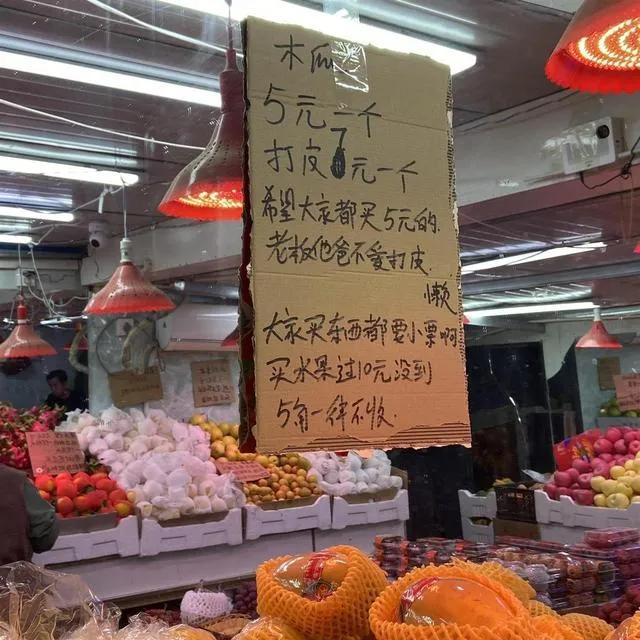 木瓜
5元一个
打皮7元一个
希望大家都买5元的.
老板他爸不爱打皮.
懒
大家买东西都要小票啊
买水果过10元没到
5角一律不收.